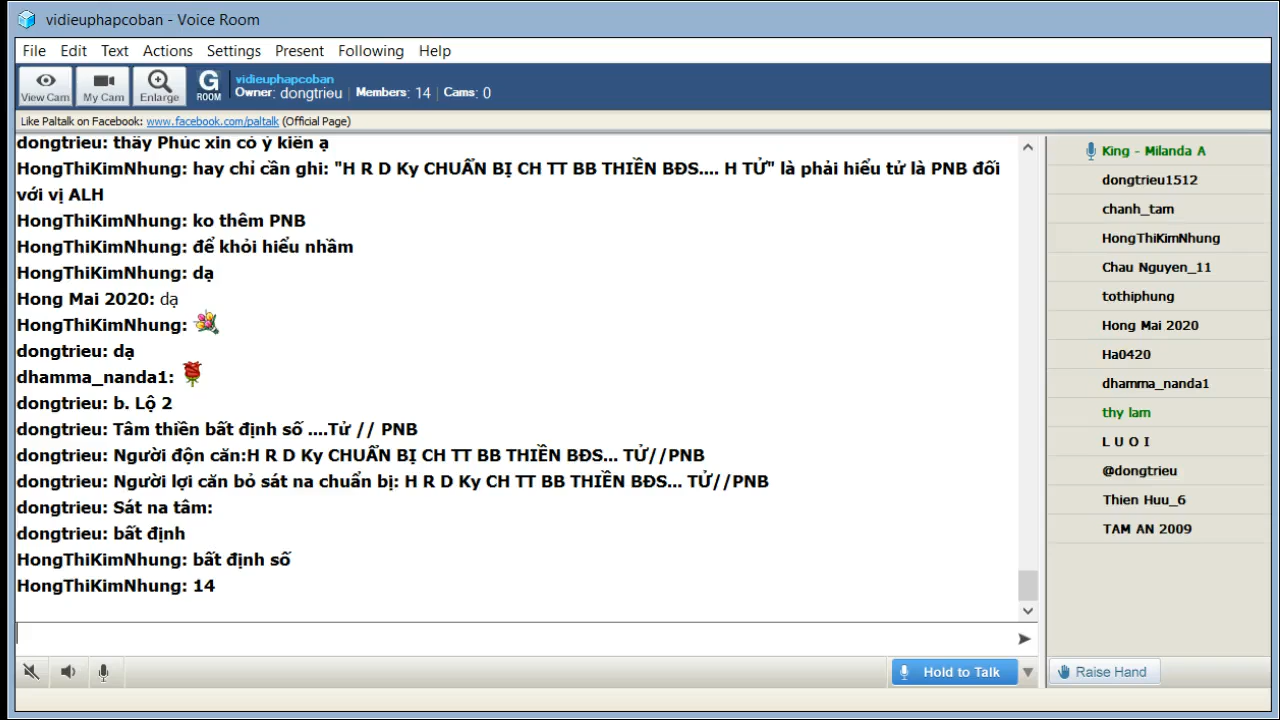 vidieuphapcoban - Voice Room
File Edit Text Actions Settings Present Following Help
View Cam My Cam Enlarge G ROOM vidieuphapcoban
Owner: dongtrieu | Members: 14 | Cams: 0
Like Paltalk on Facebook: www.facebook.com/paltalk (Official Page)
dongtrieu: thầy Phúc xin có ý kiến ạ
HongThiKimNhung: hay chỉ cần ghi: "H R D Ky CHUẨN BỊ CH TT BB THIỀN BĐS.... H TỬ" là phải hiểu tử là PNB đối
với vị ALH
HongThiKimNhung: ko thêm PNB
HongThiKimNhung: để khỏi hiểu nhầm
HongThiKimNhung: dạ
Hong Mai 2020: dạ
HongThiKimNhung:
dongtrieu: dạ
dhamma_nanda1:
dongtrieu: b. Lộ 2
dongtrieu: Tâm thiền bất định số ....Tử // PNB
dongtrieu: Người độn căn:H R D Ky CHUẨN BỊ CH TT BB THIỀN BĐS... TỬ//PNB
dongtrieu: Người lợi căn bỏ sát na chuẩn bị: H R D Ky CH TT BB THIỀN BĐS... TỬ//PNB
dongtrieu: Sát na tâm:
dongtrieu: bất định
HongThiKimNhung: bất định số
HongThiKimNhung: 14
King - Milanda A
dongtrieu1512
chanh_tam
HongThiKimNhung
Chau Nguyen_11
tothiphung
Hong Mai 2020
Ha0420
dhamma_nanda1
thy lam
L U O I
@dongtrieu
Thien Huu_6
TAM AN 2009
Hold to Talk
Raise Hand